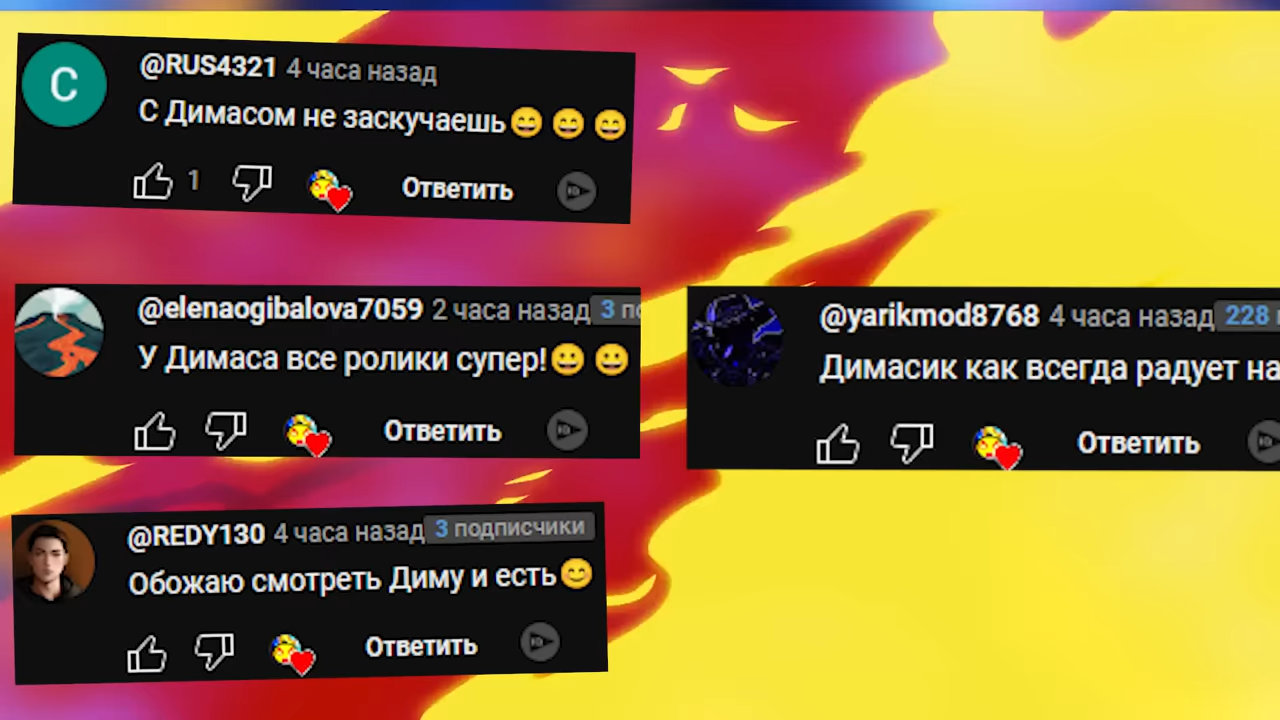 С
@RUS4321 4 часа назад
С Димасом не заскучаешь😄 😄 😄
1
Ответить
@elenaogibalova7059 2 часа назад 3
У Димаса все ролики супер!😀 😀
Ответить
@yarikmod8768 4 часа назад 228
Димасик как всегда радует на
Ответить
@REDY130 4 часа назад 3 подписчики
Обожаю смотреть Диму и есть😊
Ответить